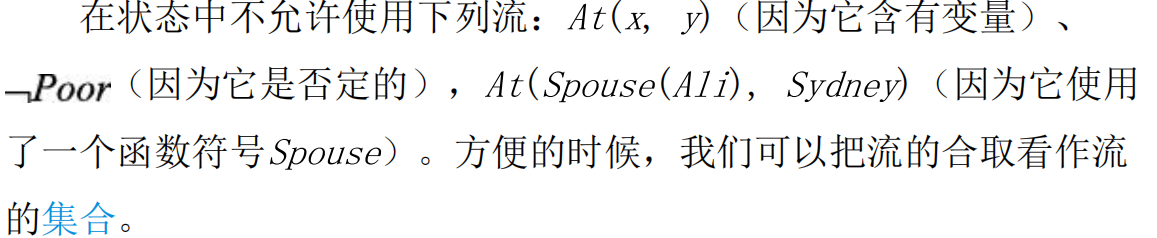 在状态中不允许使用下列流：At(x, y)（因为它含有变量）、
¬Poor（因为它是否定的），At(Spouse(Ali), Sydney)（因为它使用
了一个函数符号Spouse）。方便的时候，我们可以把流的合取看作流
的集合。